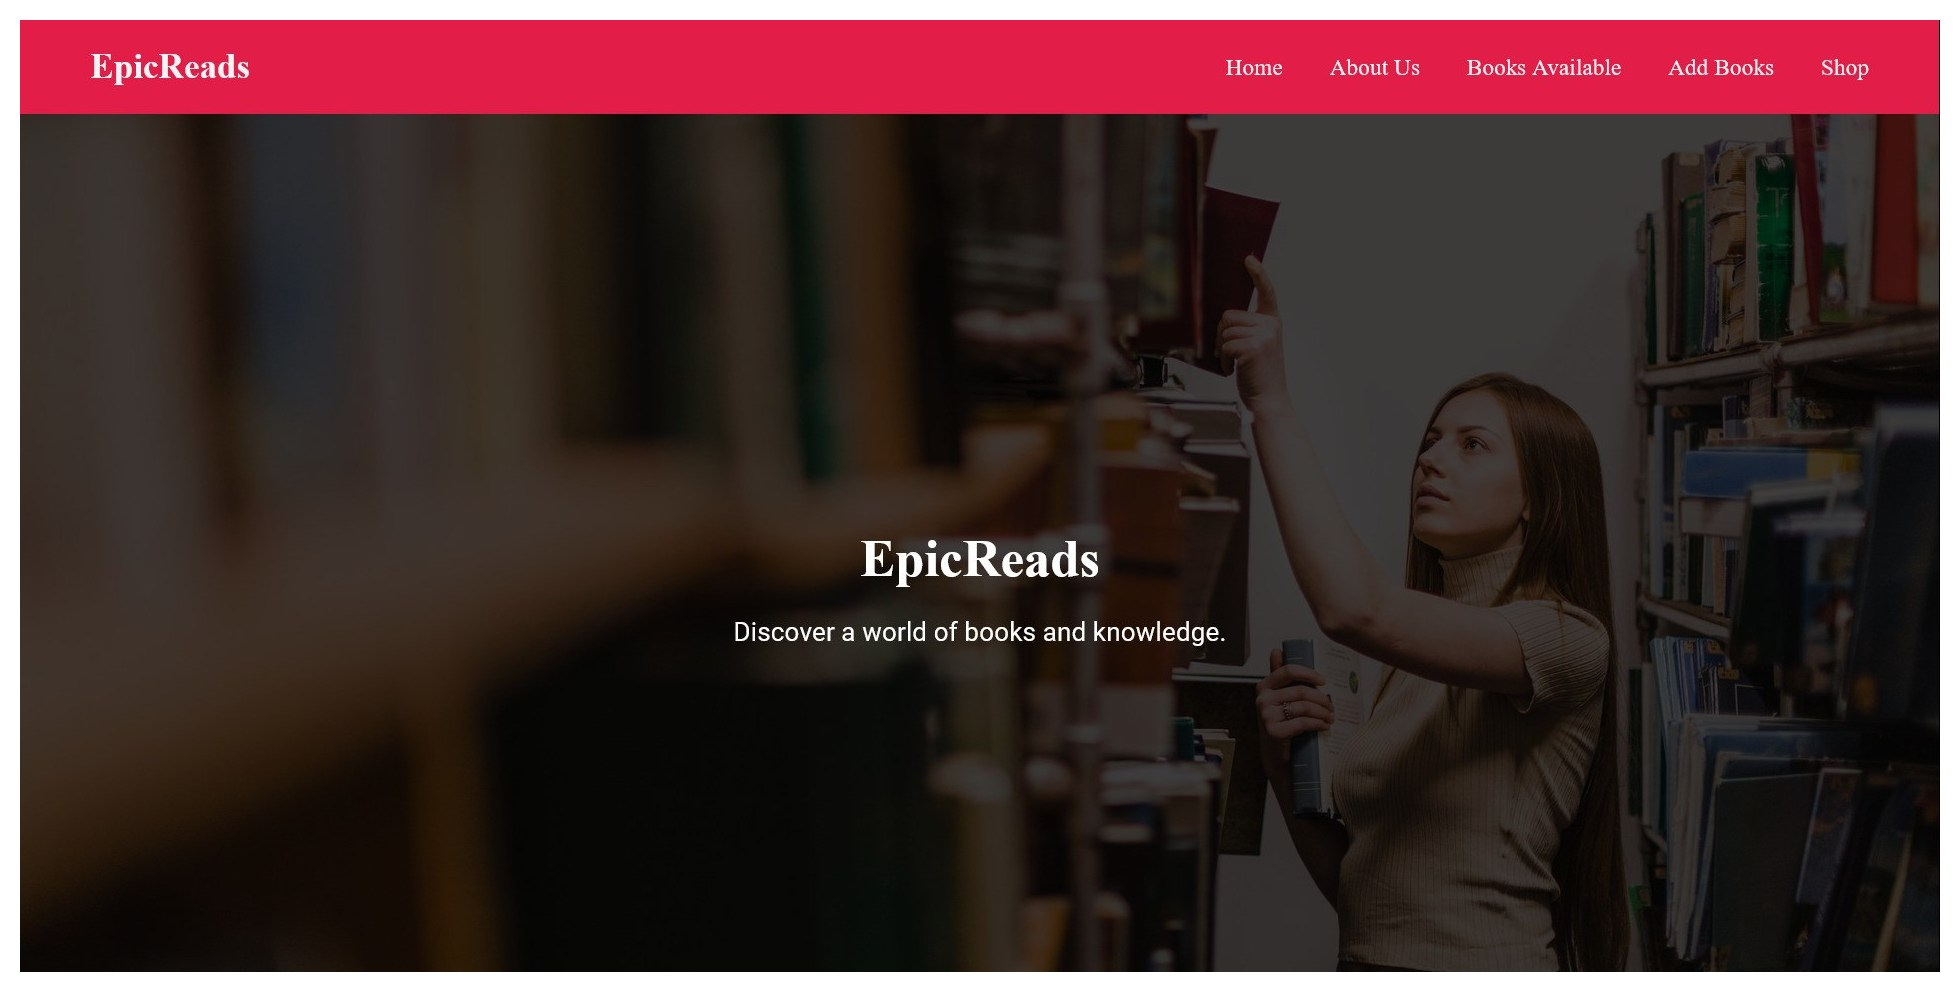 EpicReads
Home About Us Books Available Add Books Shop
EpicReads
Discover a world of books and knowledge.